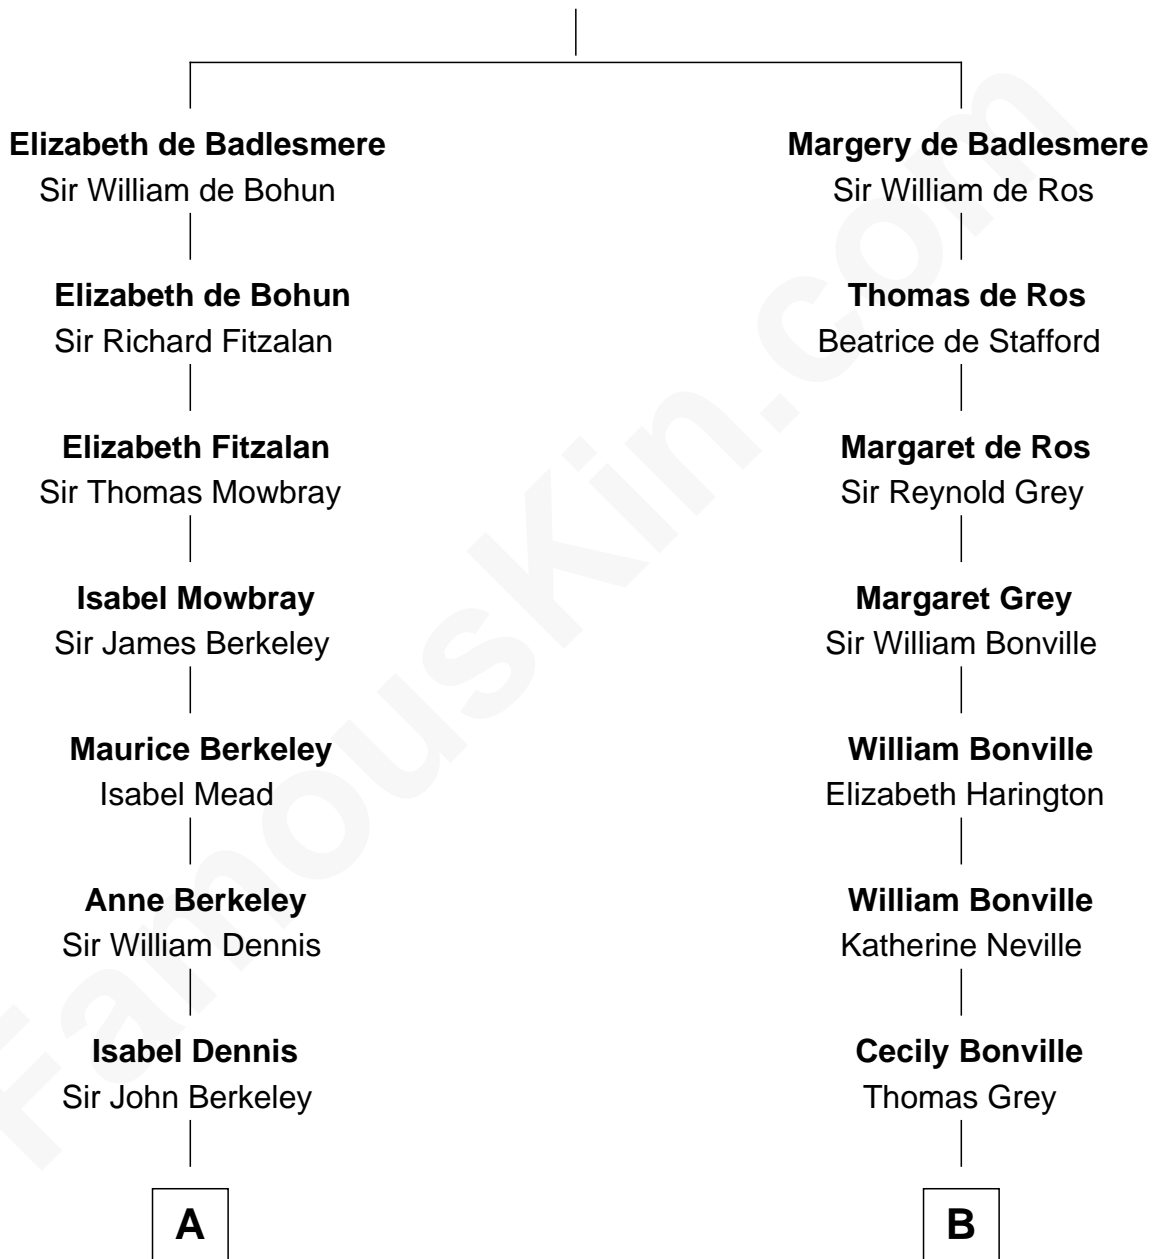 Elizabeth de Badlesmere
Sir William de Bohun
Elizabeth de Bohun
Sir Richard Fitzalan
Elizabeth Fitzalan
Sir Thomas Mowbray
Isabel Mowbray
Sir James Berkeley
Maurice Berkeley
Isabel Mead
Anne Berkeley
Sir William Dennis
Isabel Dennis
Sir John Berkeley
A
Margery de Badlesmere
Sir William de Ros
Thomas de Ros
Beatrice de Stafford
Margaret de Ros
Sir Reynold Grey
Margaret Grey
Sir William Bonville
William Bonville
Elizabeth Harington
William Bonville
Katherine Neville
Cecily Bonville
Thomas Grey
B
FamousKin.com